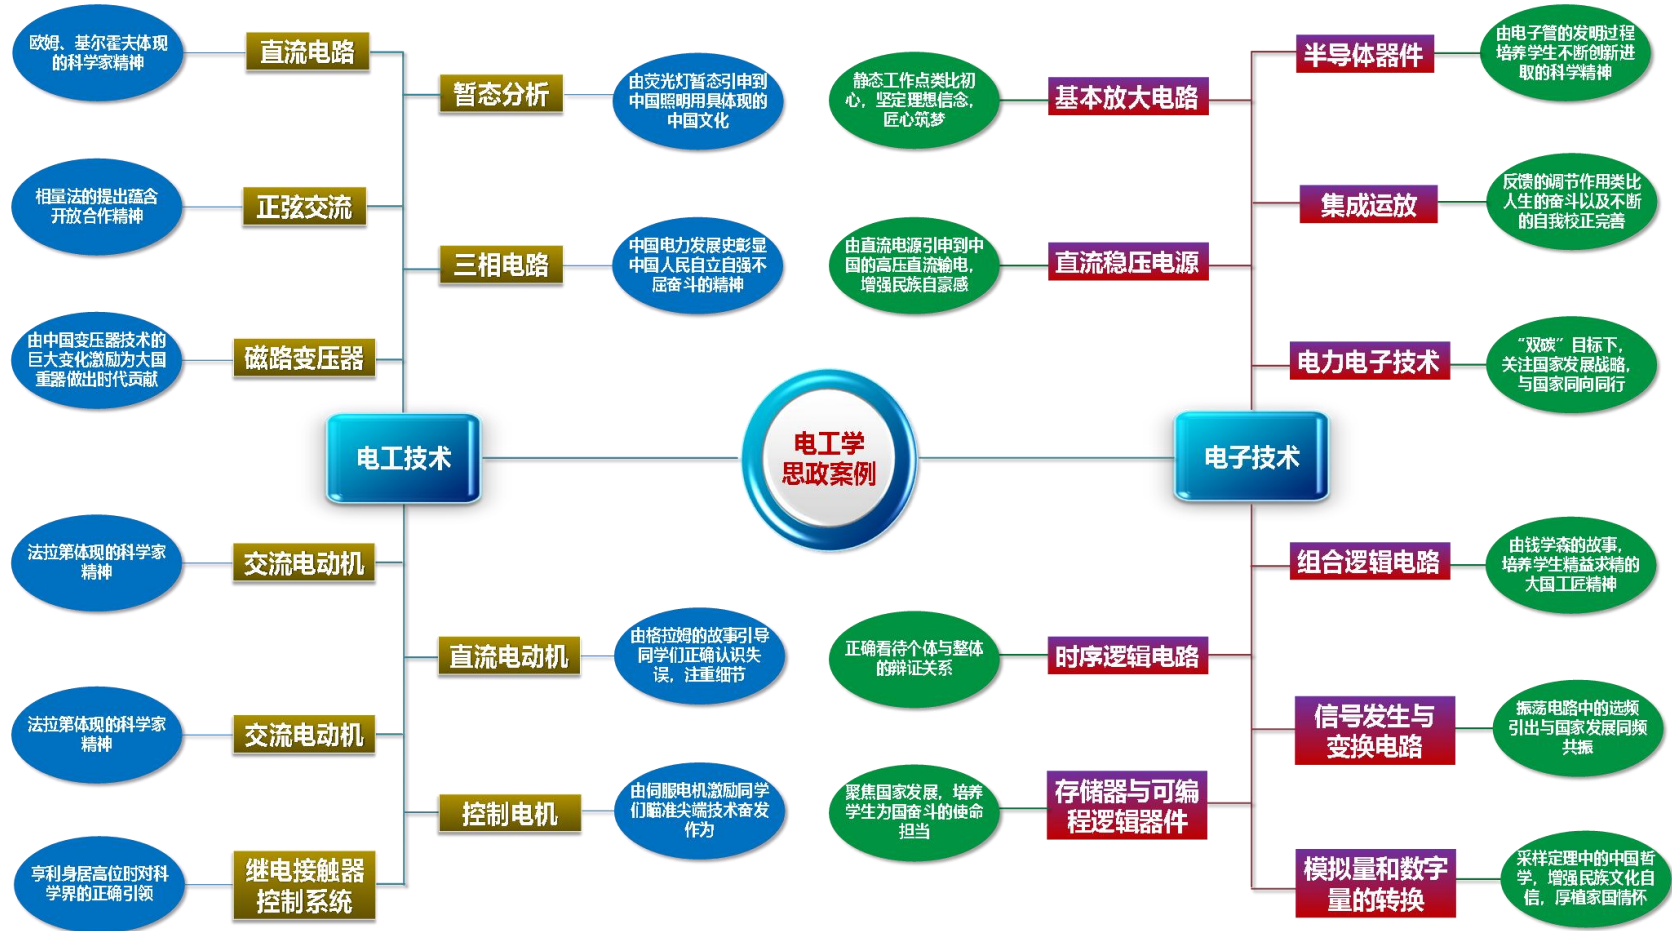 欧姆、基尔霍夫体现
的科学家精神
直流电路
暂态分析
由荧光灯暂态引申到
中国照明用具体现的
中国文化
相量法的提出蕴含
开放合作精神
正弦交流
三相电路
中国电力发展史彰显
中国人民自立自强不
屈奋斗的精神
由中国变压器技术的
巨大变化激励为大国
重器做出时代贡献
磁路变压器
电工技术
法拉第体现的科学家
精神
交流电动机
直流电动机
由格拉姆的故事引导
同学们正确认识失
误，注重细节
法拉第体现的科学家
精神
交流电动机
控制电机
由伺服电机激励同学
们瞄准尖端技术奋发
作为
亨利身居高位时对科
学界的正确引领
继电接触器
控制系统
电工学
思政案例
电子技术
半导体器件
由电子管的发明过程
培养学生不断创新进
取的科学精神
静态工作点类比初
心，坚定理想信念，
匠心筑梦
基本放大电路
集成运放
反馈的调节作用类比
人生的奋斗以及不断
的自我校正完善
由直流电源引申到中
国的高压直流输电，
增强民族自豪感
直流稳压电源
电力电子技术
“双碳”目标下，
关注国家发展战略，
与国家同向同行
组合逻辑电路
由钱学森的故事，
培养学生精益求精的
大国工匠精神
正确看待个体与整体
的辩证关系
时序逻辑电路
信号发生与
变换电路
振荡电路中的选频
引出与国家发展同频
共振
聚焦国家发展，培养
学生为国奋斗的使命
担当
存储器与可编
程逻辑器件
模拟量和数字
量的转换
采样定理中的中国哲
学，增强民族文化自
信，厚植家国情怀